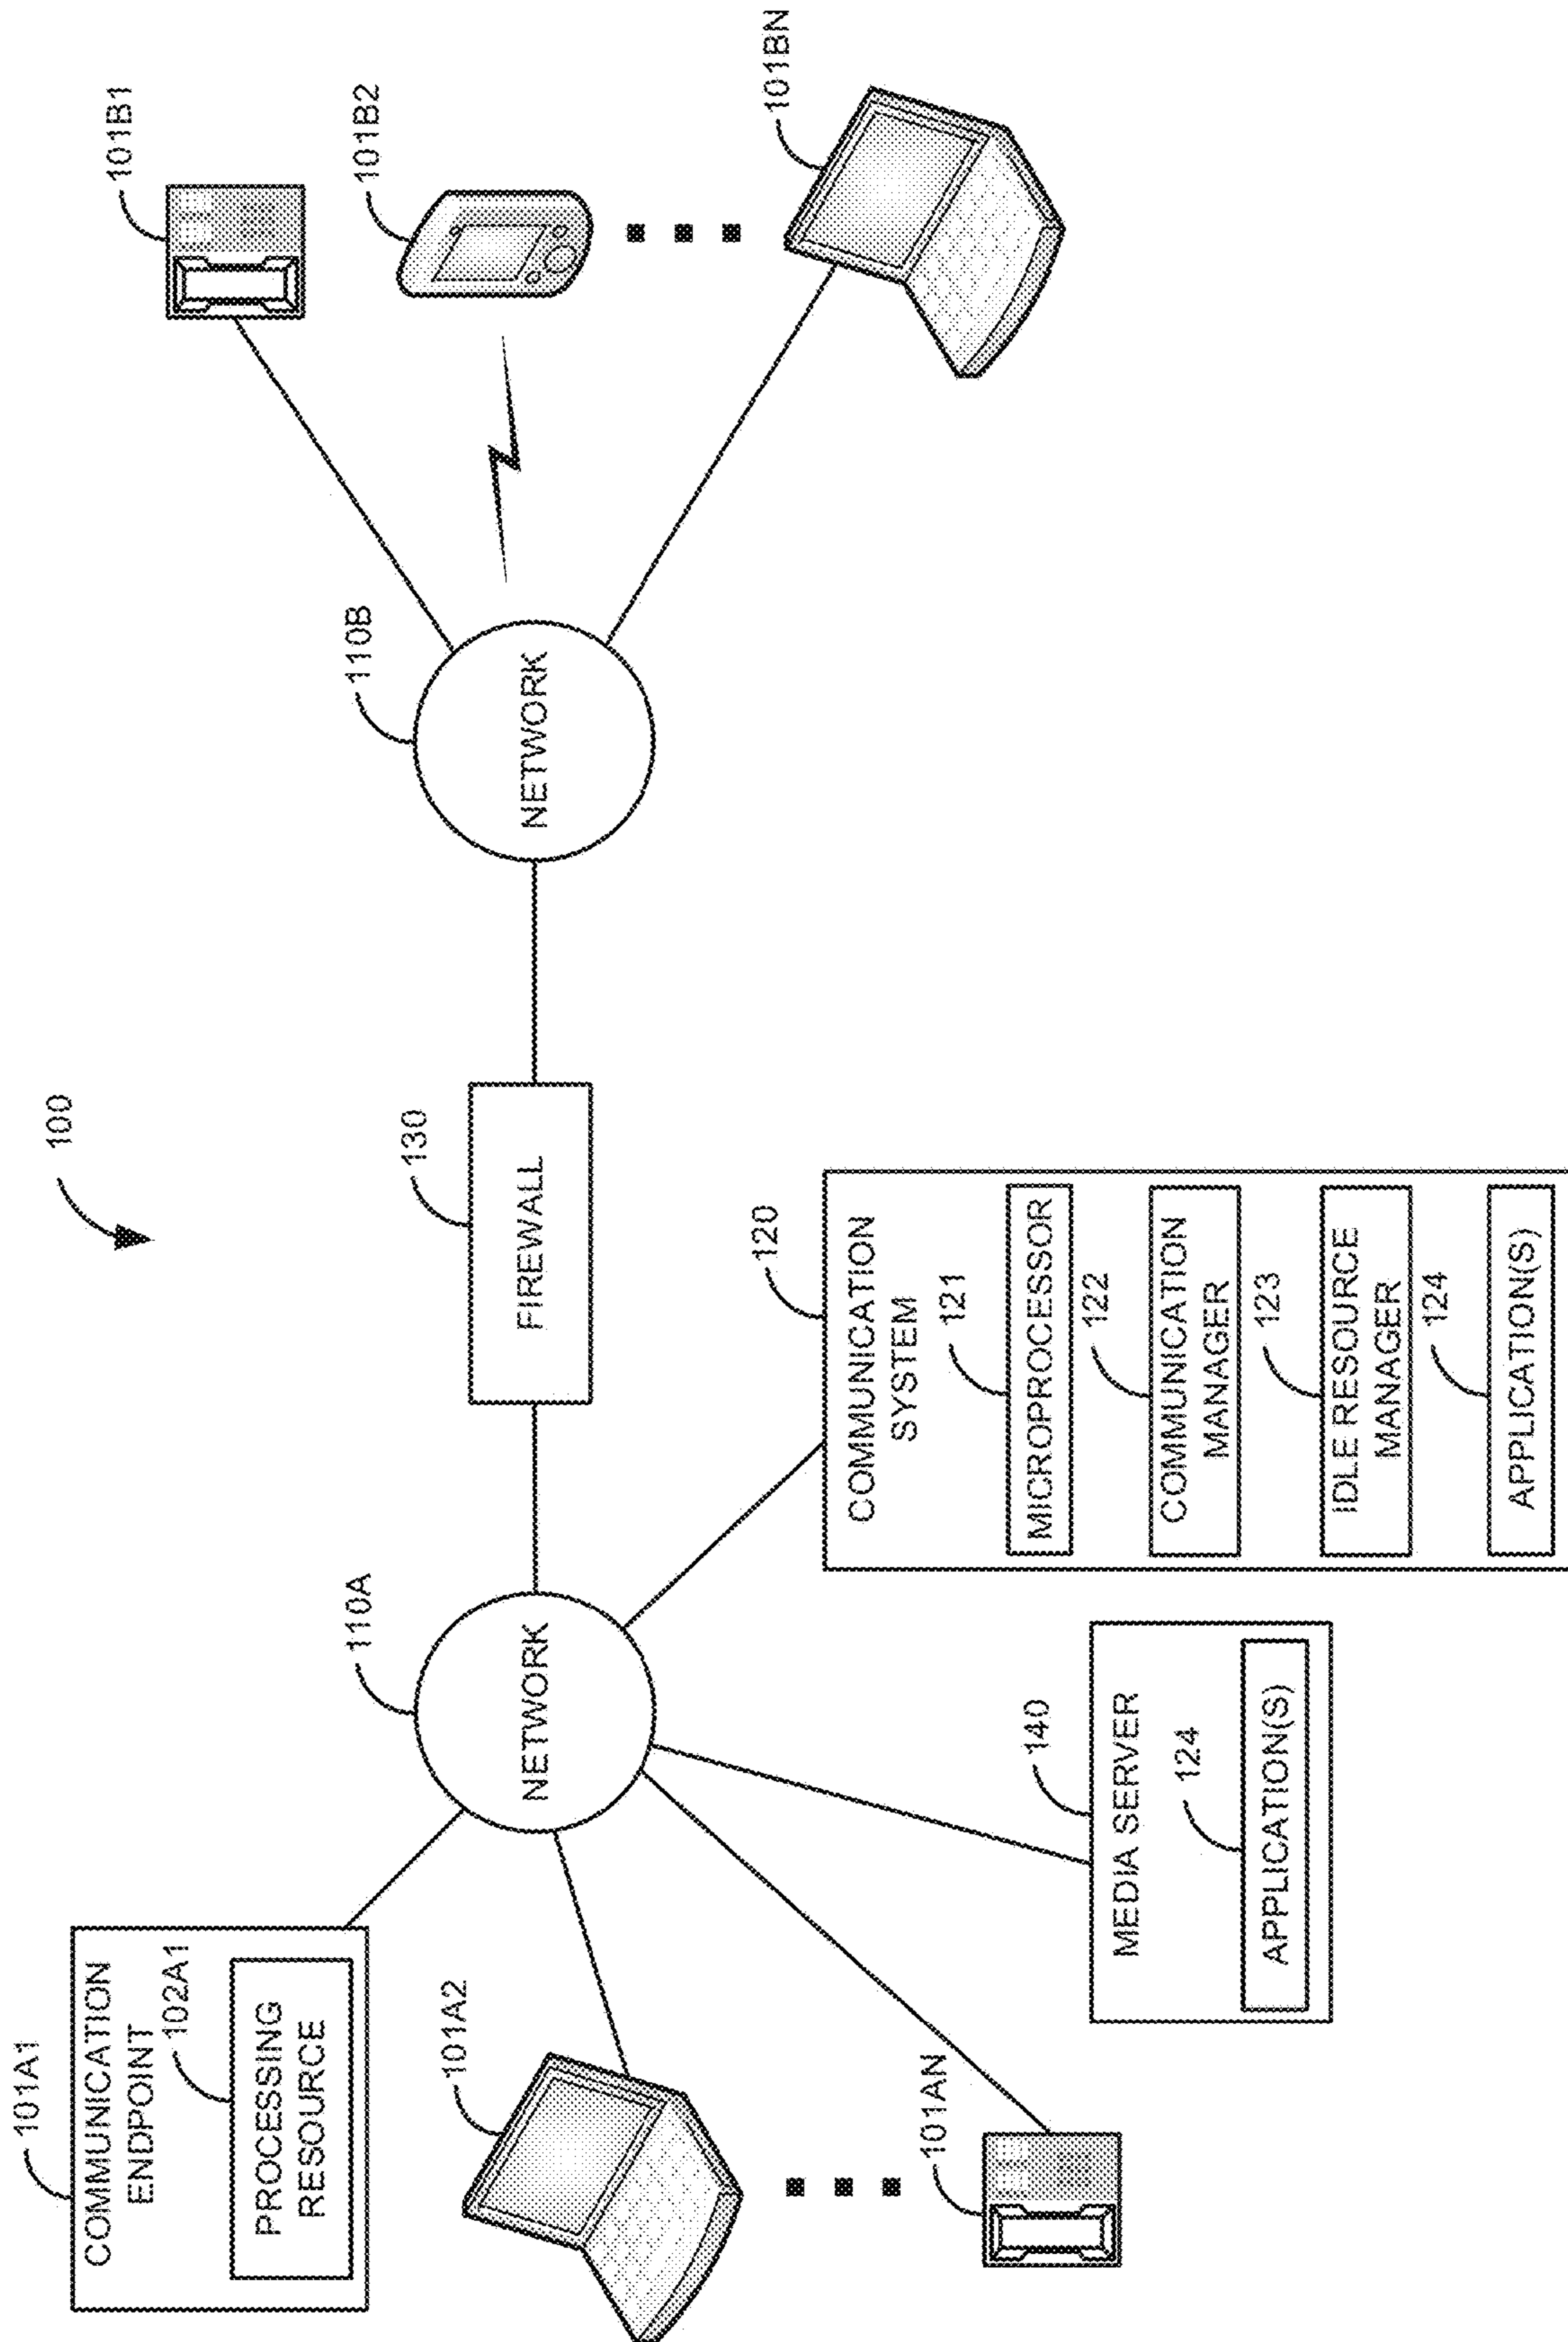 100
101A1
COMMUNICATION
ENDPOINT
102A1
PROCESSING
RESOURCE
101A2
101AN
110A
NETWORK
130
FIREWALL
110B
NETWORK
101B1
101B2
101BN
140
MEDIA SERVER
124
APPLICATION(S)
120
COMMUNICATION
SYSTEM
121
MICROPROCESSOR
122
COMMUNICATION
MANAGER
123
IDLE RESOURCE
MANAGER
124
APPLICATION(S)